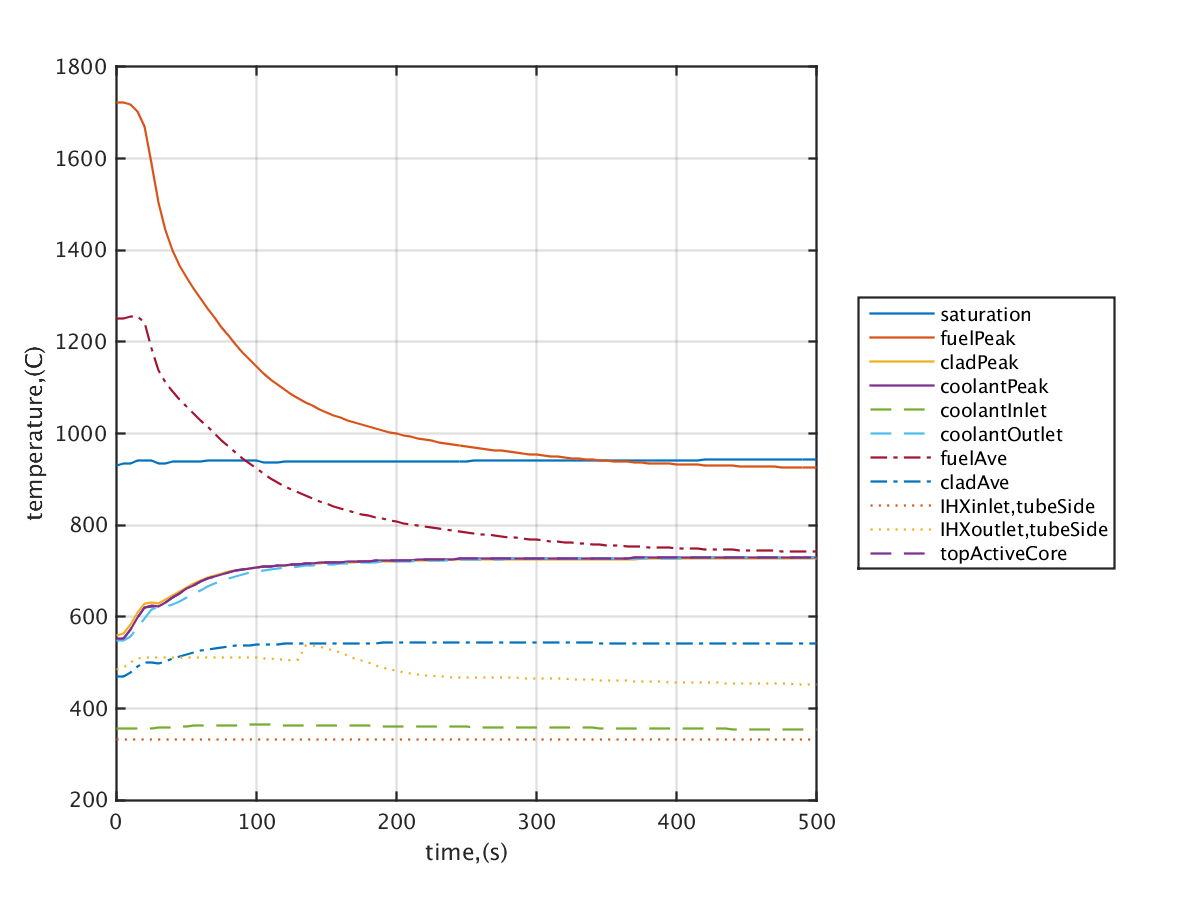 1800
1600
1400
1200
1000
800
600
400
200
temperature,(C)
0 100 200 300 400 500
time,(s)
saturation
fuelPeak
cladPeak
coolantPeak
coolantInlet
coolantOutlet
fuelAve
cladAve
IHXinlet,tubeSide
IHXoutlet,tubeSide
topActiveCore